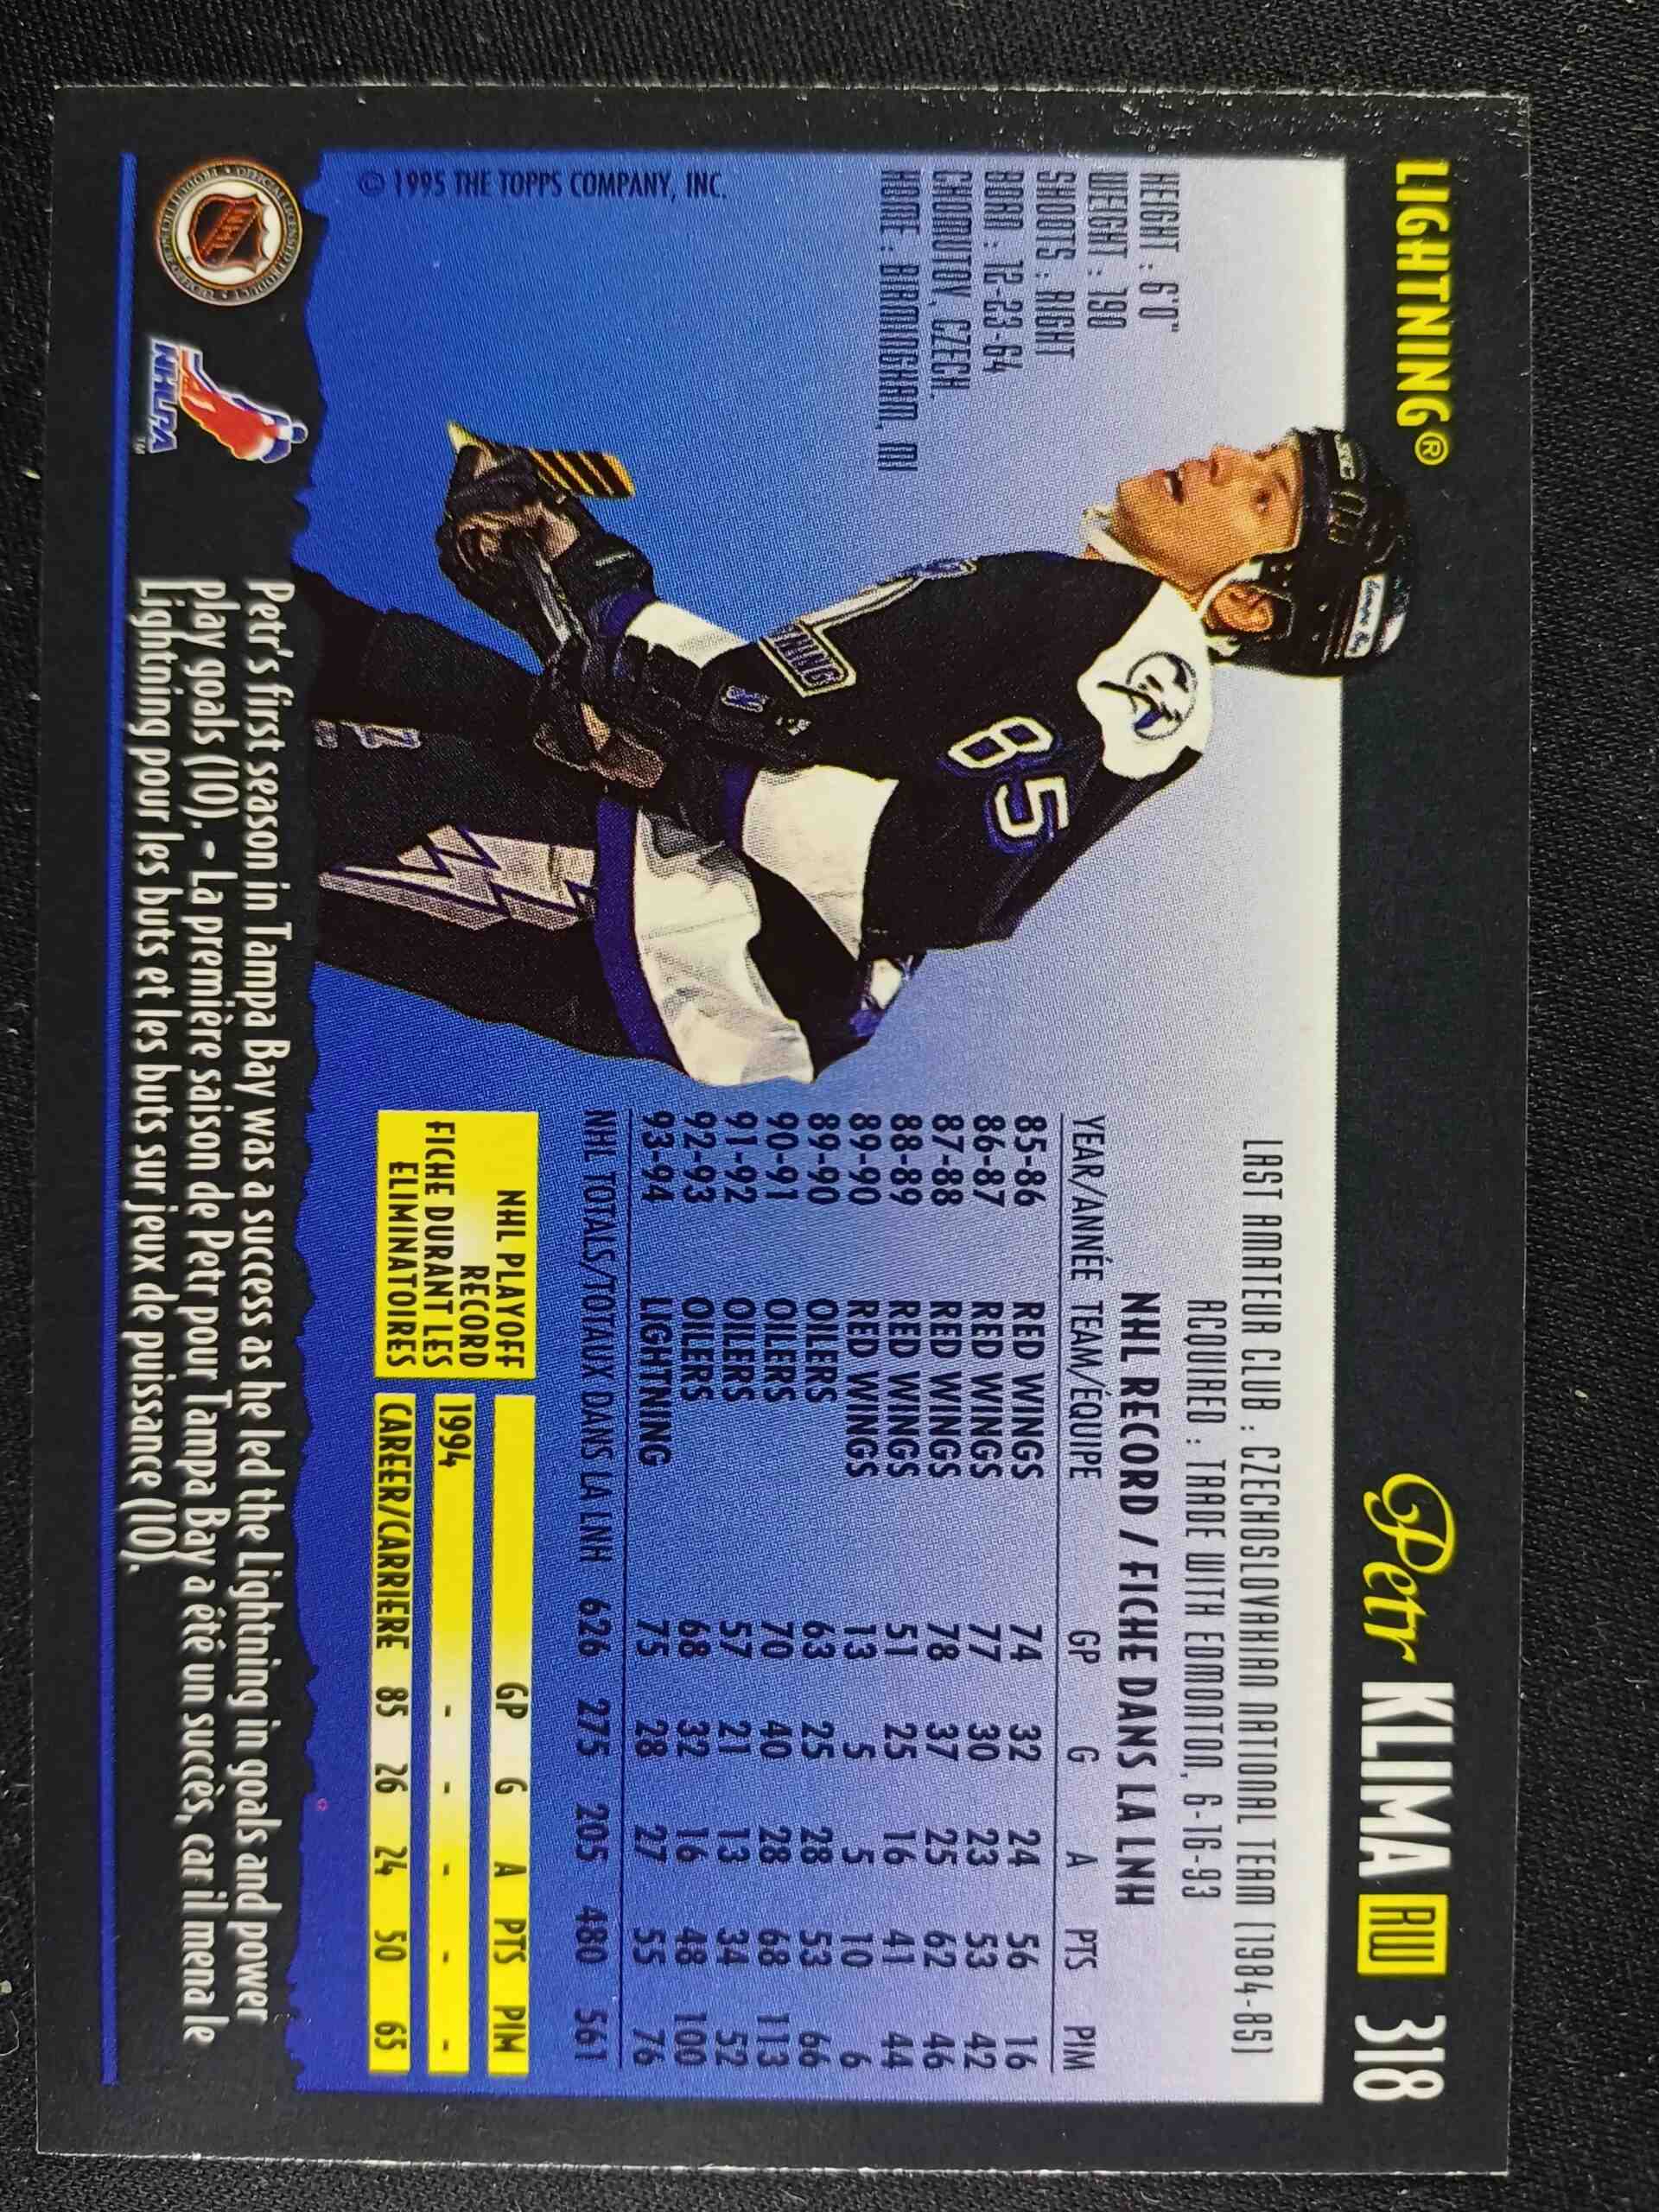 LIGHTNING®
Petr KLIMA RW 318
HEIGHT : 6'0"
WEIGHT : 190
SHOOTS : RIGHT
BORN : 12-23-64
CHOMUTOV, CZECH.
HOME : BIRMINGHAM, MI
© 1995 THE TOPPS COMPANY, INC.
85
LAST AMATEUR CLUB : CZECHOSLOVAKIAN NATIONAL TEAM (1984-85)
ACQUIRED : TRADE WITH EDMONTON, 6-16-93
NHL RECORD / FICHE DANS LA LNH
YEAR/ANNÉE TEAM/ÉQUIPE GP G A PTS PIM
85-86 RED WINGS 74 32 24 56 16
86-87 RED WINGS 77 30 23 53 42
87-88 RED WINGS 78 37 25 62 46
88-89 RED WINGS 51 25 16 41 44
89-90 RED WINGS 13 5 5 10 6
89-90 OILERS 63 25 28 53 66
90-91 OILERS 70 40 28 68 113
91-92 OILERS 57 21 13 34 52
92-93 OILERS 68 32 16 48 100
93-94 LIGHTNING 75 28 27 55 76
NHL TOTALS/TOTAUX DANS LA LNH 626 275 205 480 561
NHL PLAYOFF
RECORD
FICHE DURANT LES
ELIMINATOIRES
GP G A PTS PIM
1994 - - - - -
CAREER/CARRIERE 85 26 24 50 65
NHL
NHLPA
TM
Petr's first season in Tampa Bay was a success as he led the Lightning in goals and power
play goals (10). - La première saison de Petr pour Tampa Bay a été un succès, car il mena le
Lightning pour les buts et les buts sur jeux de puissance (10).